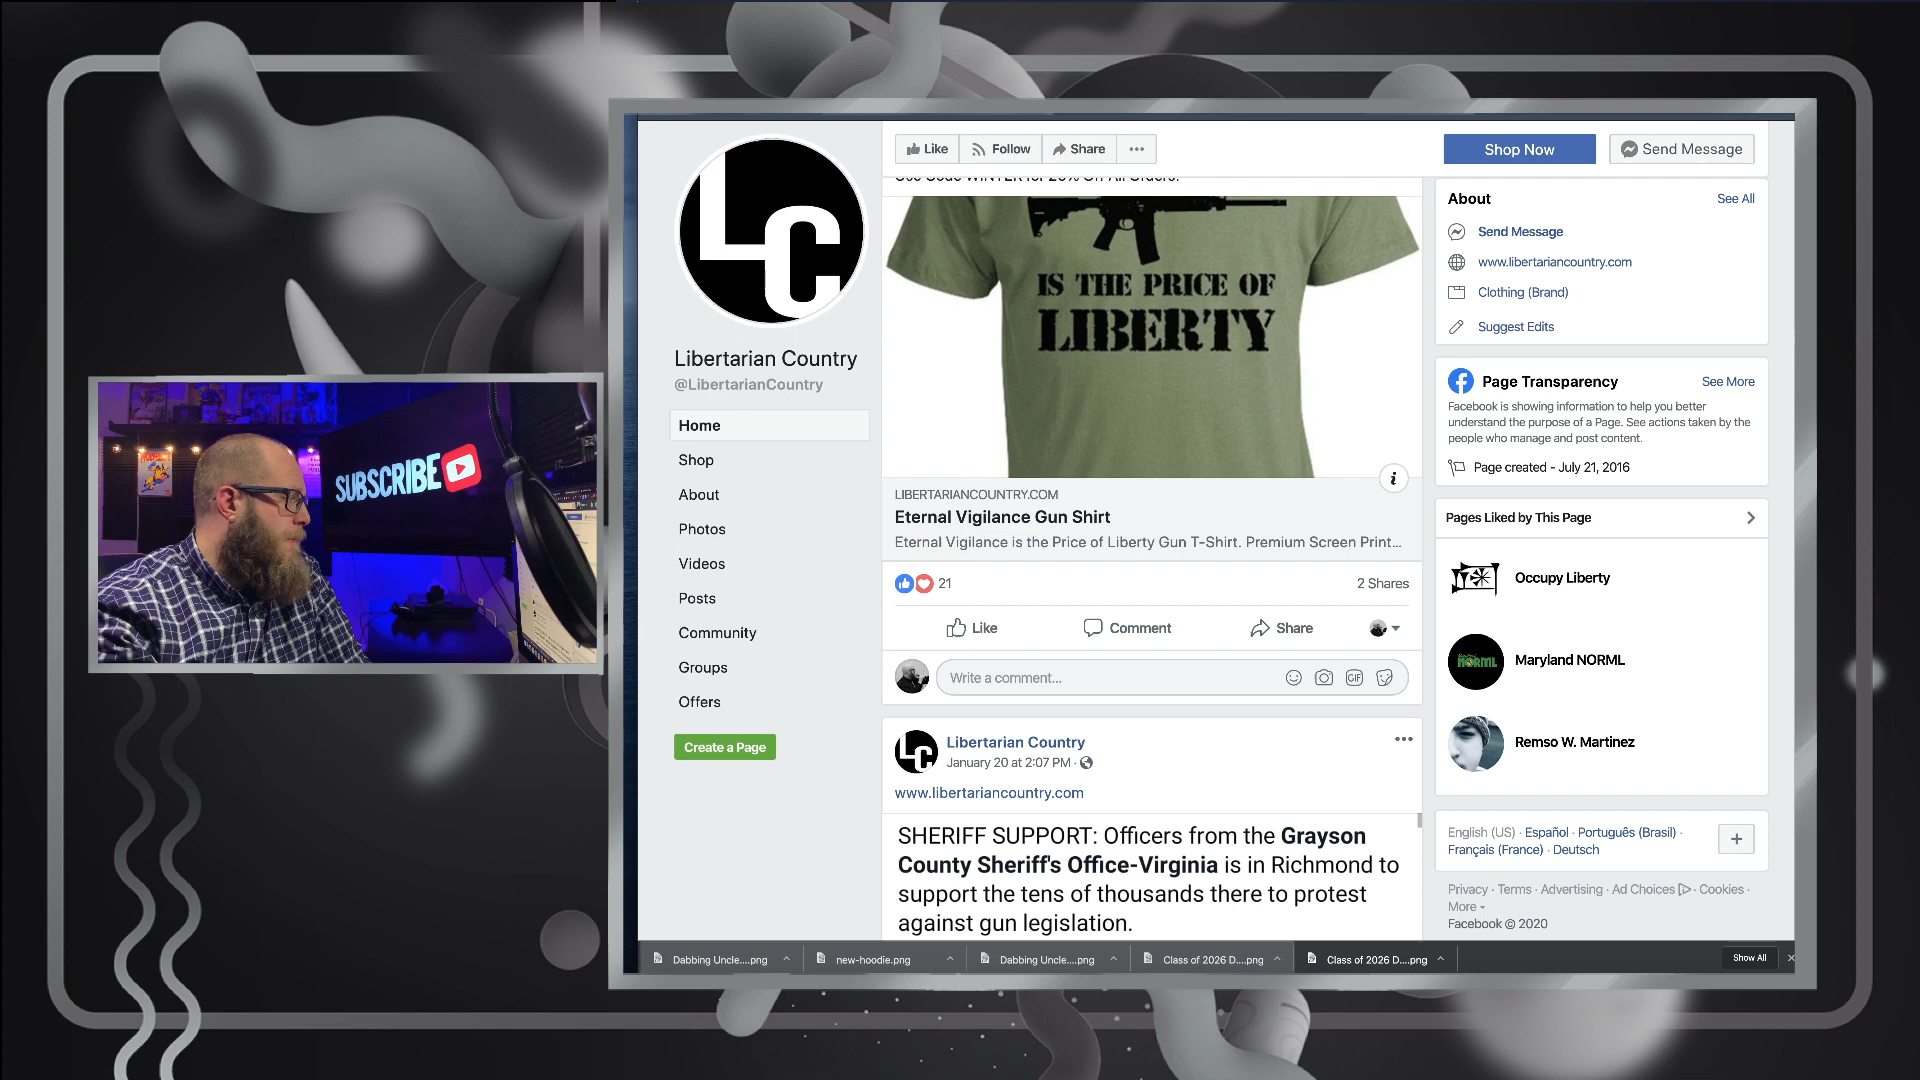 Like
Follow
Share
Shop Now
Send Message
LC
Libertarian Country
@LibertarianCountry
Home
Shop
About
Photos
Videos
Posts
Community
Groups
Offers
Create a Page
IS THE PRICE OF
LIBERTY
LIBERTARIANCOUNTRY.COM
Eternal Vigilance Gun Shirt
Eternal Vigilance is the Price of Liberty Gun T-Shirt. Premium Screen Print...
21
2 Shares
Like
Comment
Share
Write a comment...
GIF
LC
Libertarian Country
January 20 at 2:07 PM ·
www.libertariancountry.com
SHERIFF SUPPORT: Officers from the Grayson
County Sheriff's Office-Virginia is in Richmond to
support the tens of thousands there to protest
against gun legislation.
About
See All
Send Message
www.libertariancountry.com
Clothing (Brand)
Suggest Edits
Page Transparency
See More
Facebook is showing information to help you better
understand the purpose of a Page. See actions taken by the
people who manage and post content.
Page created - July 21, 2016
Pages Liked by This Page
Occupy Liberty
NORML
Maryland NORML
Remso W. Martinez
English (US) · Español · Português (Brasil) ·
Français (France) · Deutsch
Privacy · Terms · Advertising · Ad Choices · Cookies ·
More
Facebook © 2020
SUBSCRIBE
Dabbing Uncle....png
new-hoodie.png
Dabbing Uncle....png
Class of 2026 D....png
Class of 2026 D....png
Show All